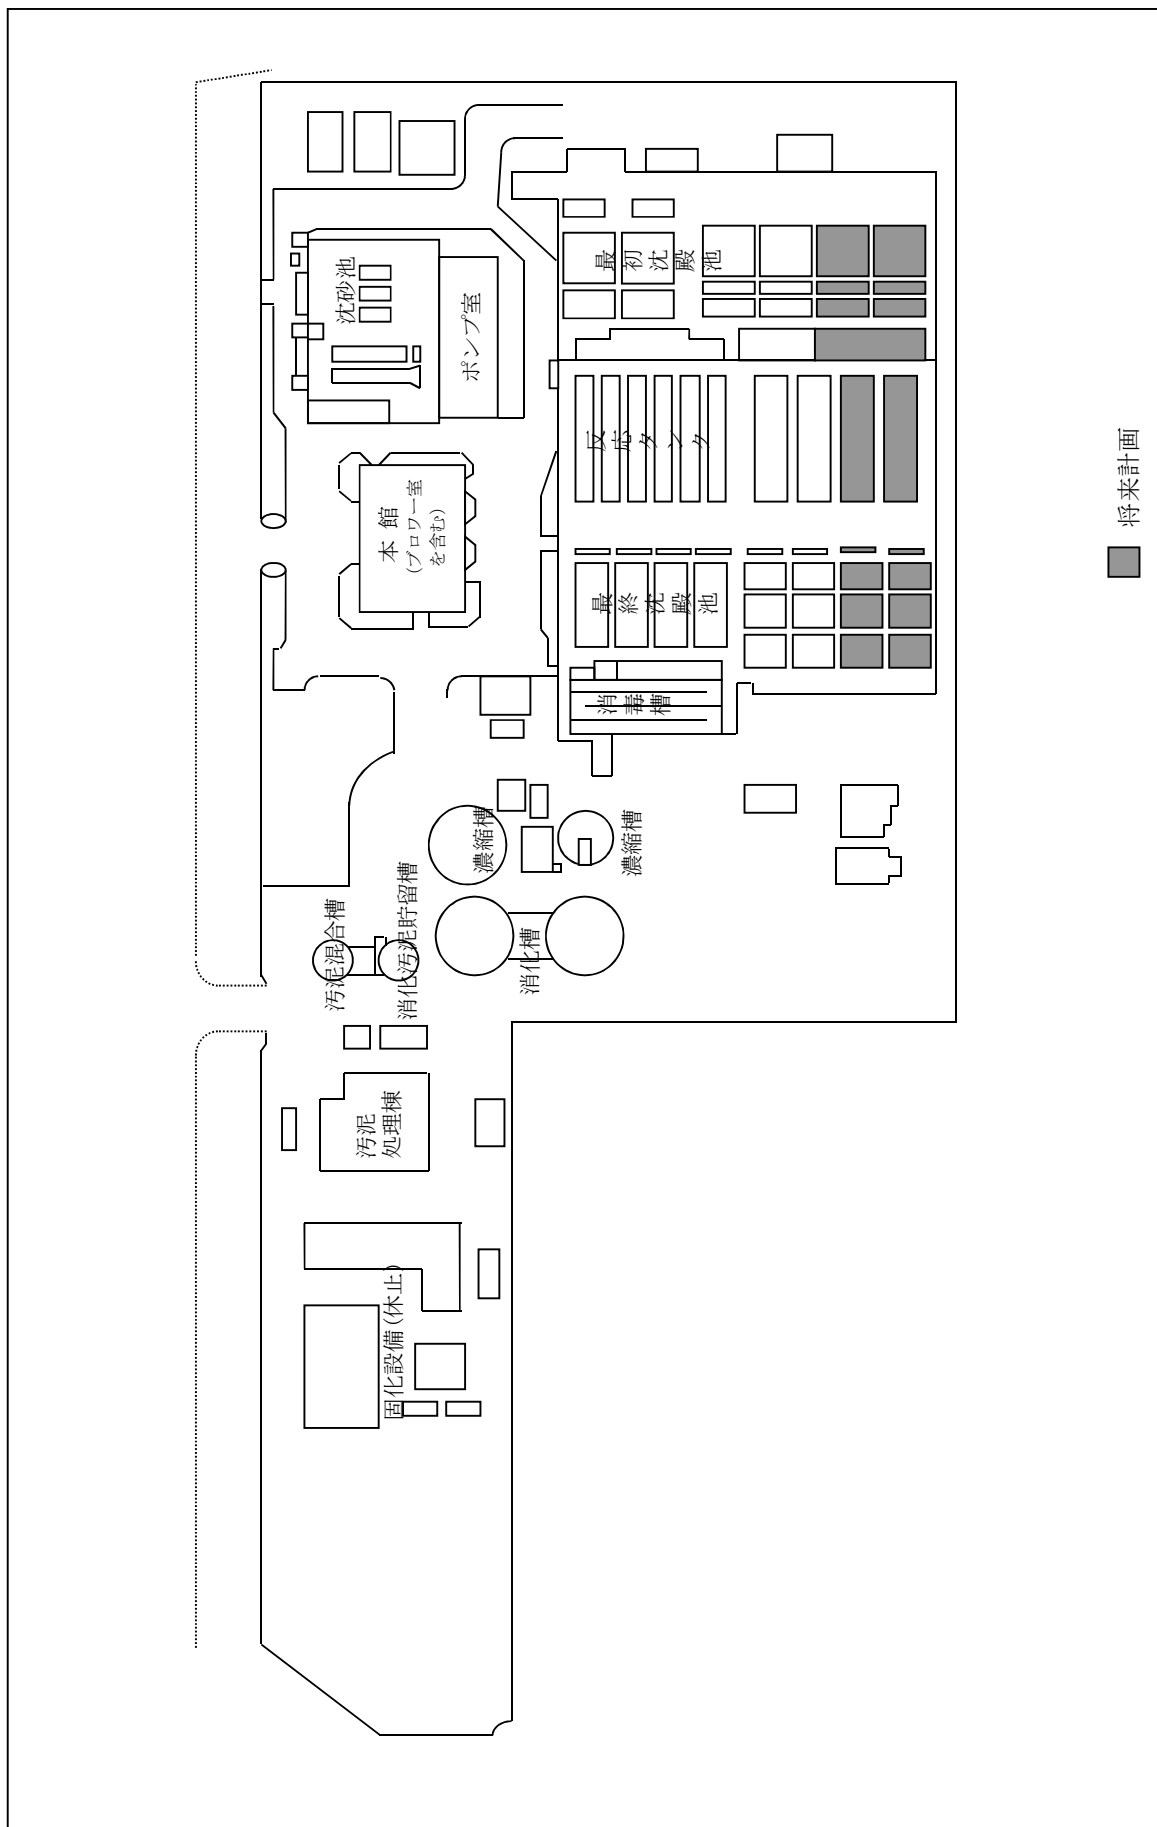 沈砂池
ポンプ室
最初沈殿池
反応タンク
本館
(ブロワー室
を含む)
最終沈殿池
消毒槽
濃縮槽
濃縮槽
汚泥混合槽
消化汚泥貯留槽
消化槽
汚泥
処理棟
固化設備(休止)
将来計画